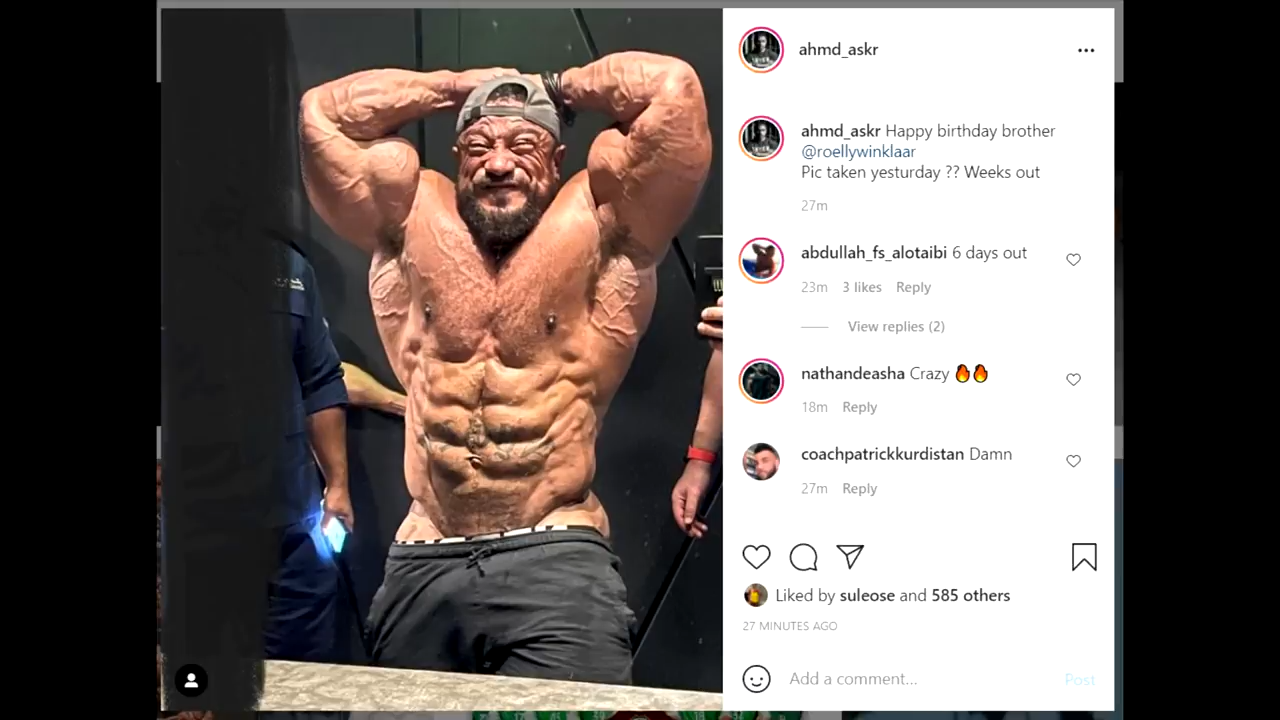 ahmd_askr
ahmd_askr Happy birthday brother
@roellywinklaar
Pic taken yesturday ?? Weeks out
27m
abdullah_fs_alotaibi 6 days out
23m 3 likes Reply
View replies (2)
nathandeasha Crazy 🔥🔥
18m Reply
coachpatrickkurdistan Damn
27m Reply
Liked by suleose and 585 others
27 MINUTES AGO
Add a comment...
Post